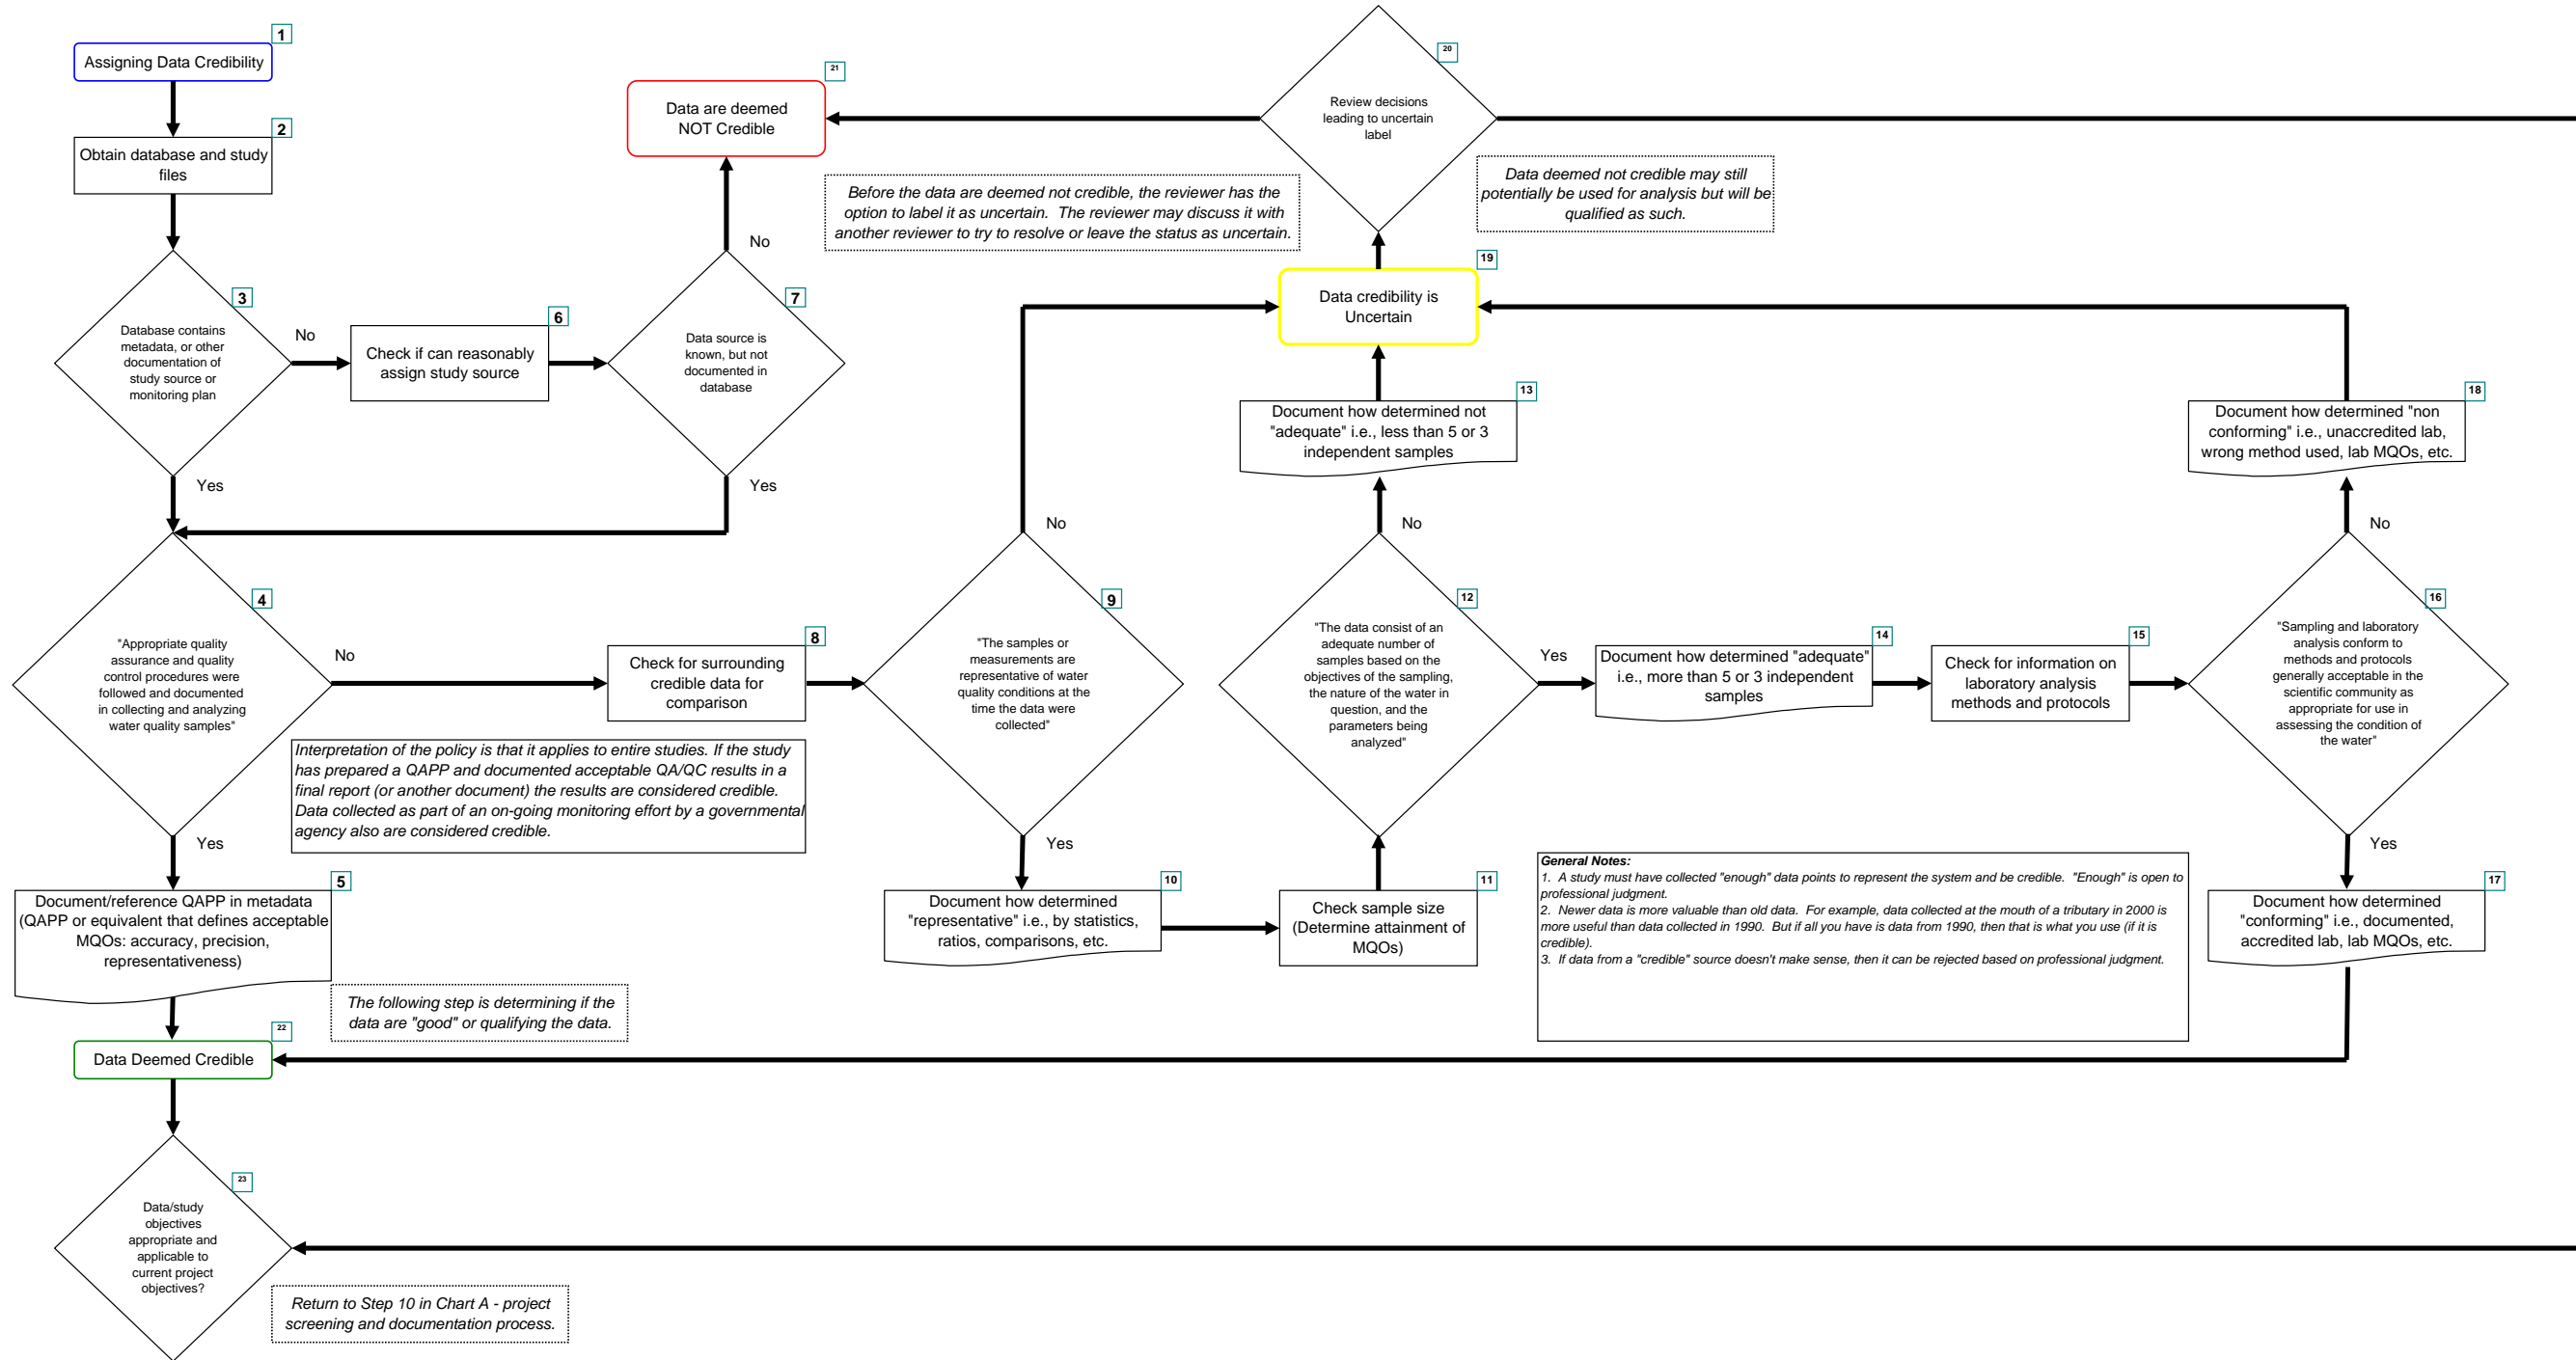 1
Assigning Data Credibility
2
Obtain database and study
files
3
Database contains
metadata, or other
documentation of
study source or
monitoring plan
No
Yes
6
Check if can reasonably
assign study source
7
Data source is
known, but not
documented in
database
No
Yes
21
Data are deemed
NOT Credible
20
Review decisions
leading to uncertain
label
Before the data are deemed not credible, the reviewer has the
option to label it as uncertain.  The reviewer may discuss it with
another reviewer to try to resolve or leave the status as uncertain.
Data deemed not credible may still
potentially be used for analysis but will be
qualified as such.
19
Data credibility is
Uncertain
13
Document how determined not
"adequate" i.e., less than 5 or 3
independent samples
18
Document how determined "non
conforming" i.e., unaccredited lab,
wrong method used, lab MQOs, etc.
4
"Appropriate quality
assurance and quality
control procedures were
followed and documented
in collecting and analyzing
water quality samples"
No
Yes
8
Check for surrounding
credible data for
comparison
Interpretation of the policy is that it applies to entire studies. If the study
has prepared a QAPP and documented acceptable QA/QC results in a
final report (or another document) the results are considered credible.
Data collected as part of an on-going monitoring effort by a governmental
agency also are considered credible.
9
"The samples or
measurements are
representative of water
quality conditions at the
time the data were
collected"
No
Yes
12
"The data consist of an
adequate number of
samples based on the
objectives of the sampling,
the nature of the water in
question, and the
parameters being
analyzed"
No
Yes
14
Document how determined "adequate"
i.e., more than 5 or 3 independent
samples
15
Check for information on
laboratory analysis
methods and protocols
16
"Sampling and laboratory
analysis conform to
methods and protocols
generally acceptable in the
scientific community as
appropriate for use in
assessing the condition of
the water"
No
Yes
5
Document/reference QAPP in metadata
(QAPP or equivalent that defines acceptable
MQOs: accuracy, precision,
representativeness)
10
Document how determined
"representative" i.e., by statistics,
ratios, comparisons, etc.
11
Check sample size
(Determine attainment of
MQOs)
General Notes:
1.  A study must have collected "enough" data points to represent the system and be credible.  "Enough" is open to
professional judgment.
2.  Newer data is more valuable than old data.  For example, data collected at the mouth of a tributary in 2000 is
more useful than data collected in 1990.  But if all you have is data from 1990, then that is what you use (if it is
credible).
3.  If data from a "credible" source doesn't make sense, then it can be rejected based on professional judgment.
17
Document how determined
"conforming" i.e., documented,
accredited lab, lab MQOs, etc.
The following step is determining if the
data are "good" or qualifying the data.
22
Data Deemed Credible
23
Data/study
objectives
appropriate and
applicable to
current project
objectives?
Return to Step 10 in Chart A - project
screening and documentation process.